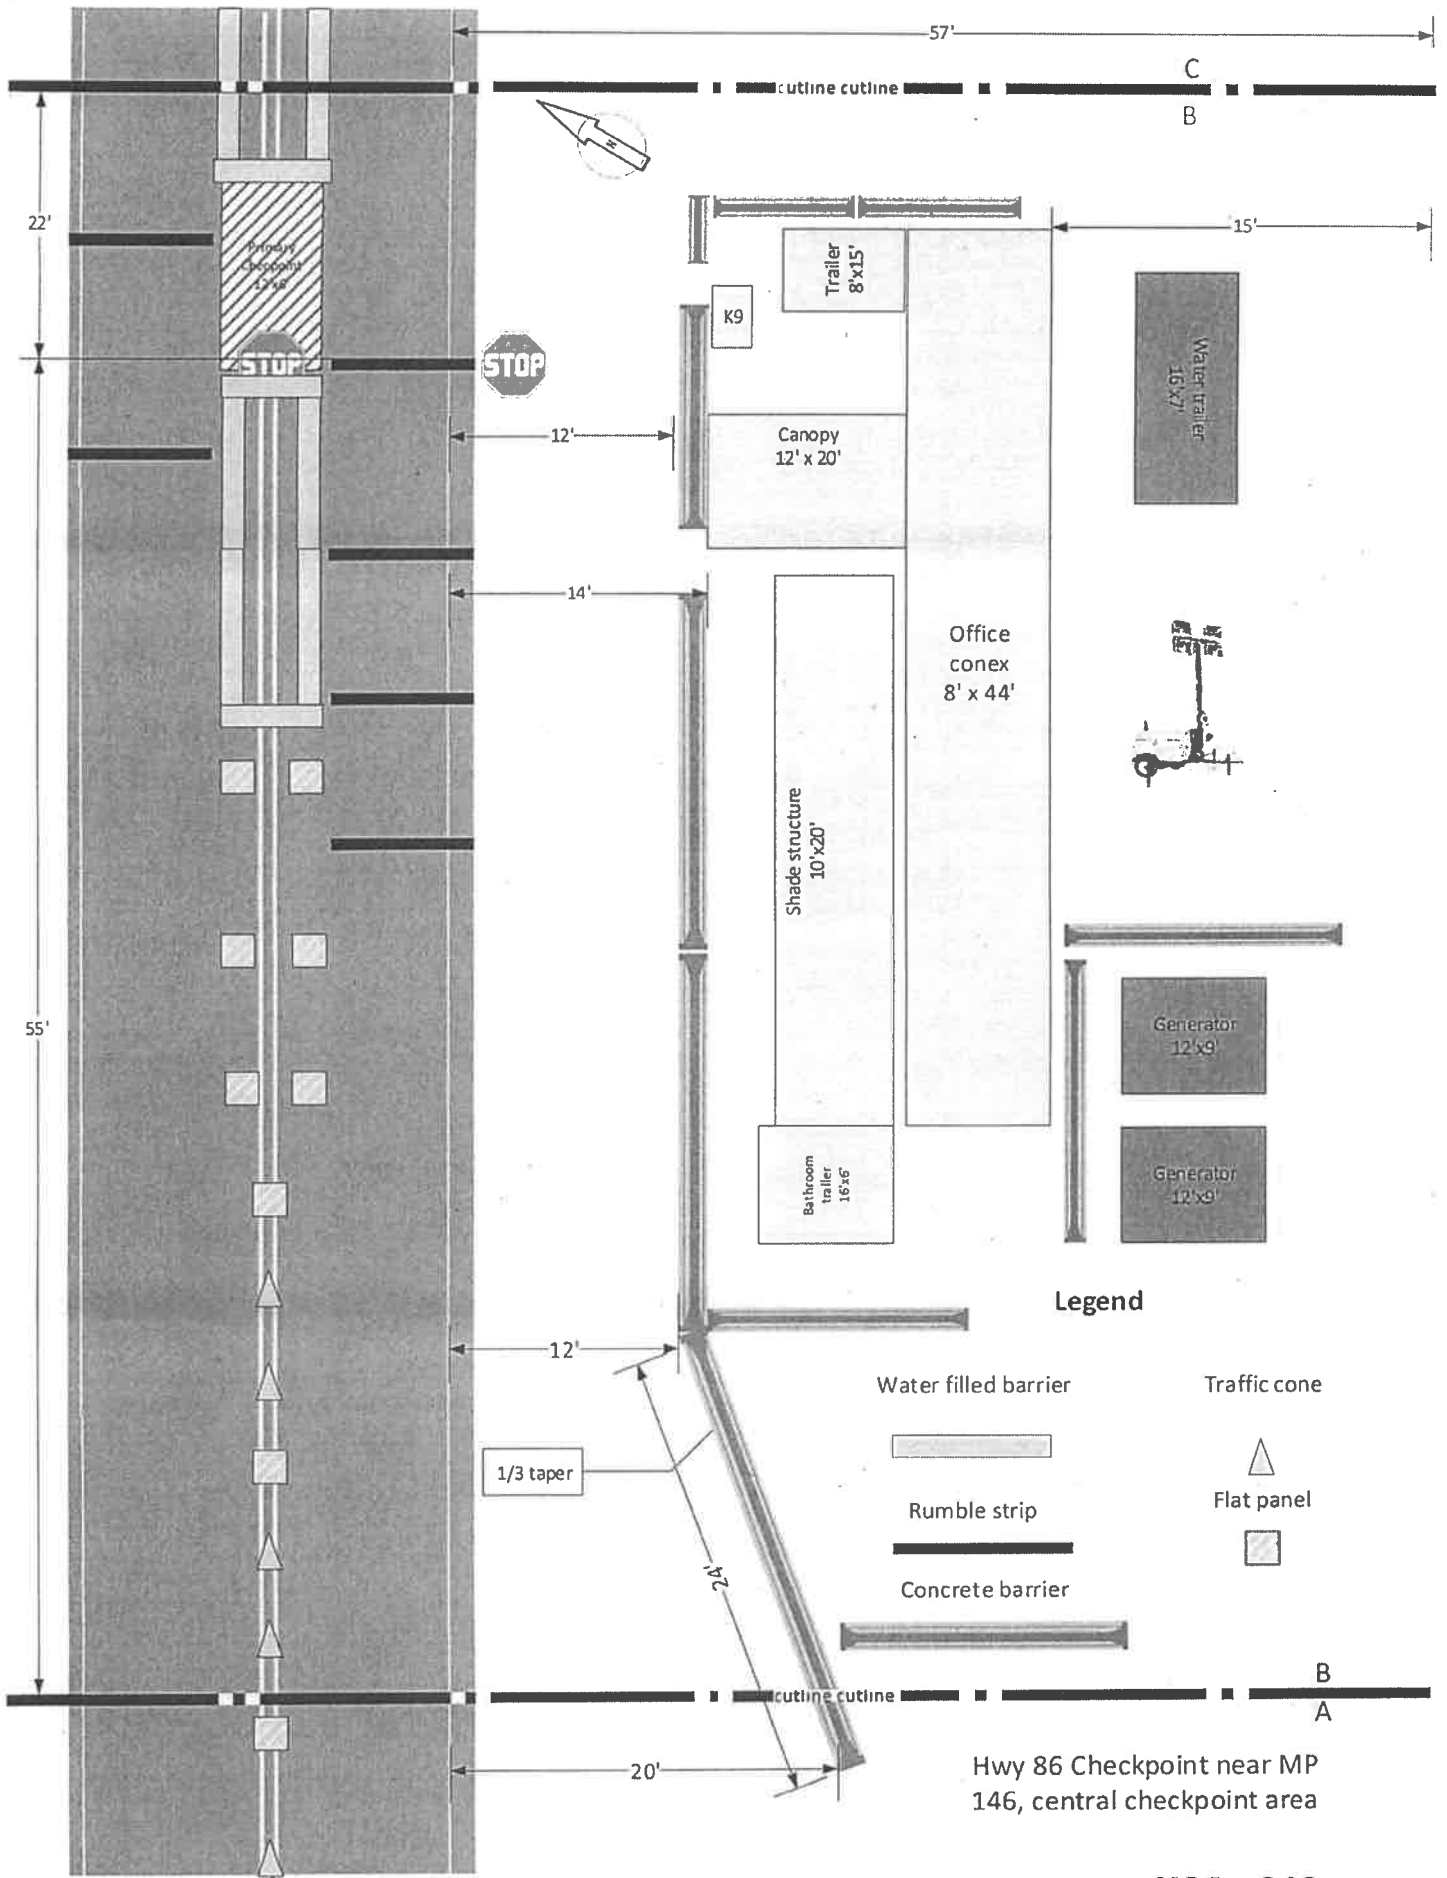 57'
C
cutline cutline
B
N
22'
15'
Primary
Checpoint
12'x6'
Trailer
8'x15'
K9
Water trailer
16'x7'
STOP
STOP
12'
Canopy
12' x 20'
14'
Office
conex
8' x 44'
Shade structure
10'x20'
55'
Generator
12'x9'
Bathroom
trailer
16'x6'
Generator
12'x9'
Legend
12'
Water filled barrier
Traffic cone
1/3 taper
Flat panel
Rumble strip
24'
Concrete barrier
B
cutline cutline
A
20'
Hwy 86 Checkpoint near MP
146, central checkpoint area